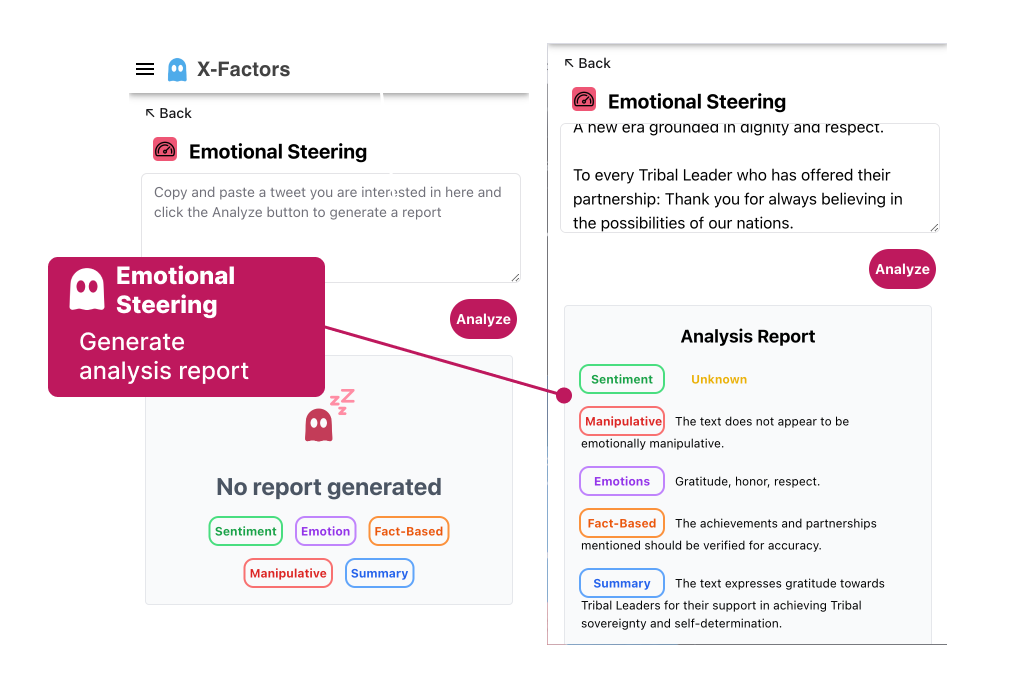 X-Factors
Back
Emotional Steering
Copy and paste a tweet you are interested in here and
click the Analyze button to generate a report
Analyze
Emotional
Steering
Generate
analysis report
zZ
z
No report generated
Sentiment Emotion Fact-Based
Manipulative Summary
Back
Emotional Steering
A new era grounded in dignity and respect.
To every Tribal Leader who has offered their
partnership: Thank you for always believing in
the possibilities of our nations.
Analyze
Analysis Report
Sentiment Unknown
Manipulative The text does not appear to be
emotionally manipulative.
Emotions Gratitude, honor, respect.
Fact-Based The achievements and partnerships
mentioned should be verified for accuracy.
Summary The text expresses gratitude towards
Tribal Leaders for their support in achieving Tribal
sovereignty and self-determination.